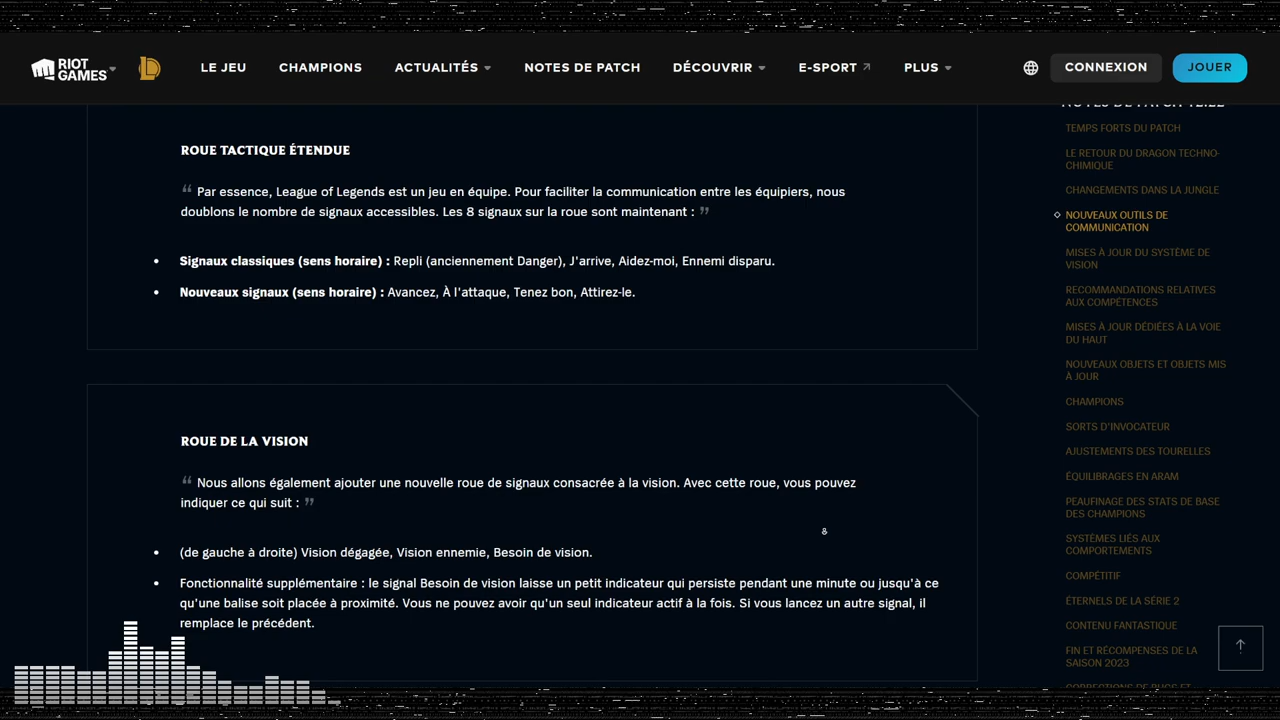 RIOT
GAMES
LE JEU
CHAMPIONS
ACTUALITÉS
NOTES DE PATCH
DÉCOUVRIR
E-SPORT
PLUS
CONNEXION
JOUER
ROUE TACTIQUE ÉTENDUE
“ Par essence, League of Legends est un jeu en équipe. Pour faciliter la communication entre les équipiers, nous
doublons le nombre de signaux accessibles. Les 8 signaux sur la roue sont maintenant : ”
• Signaux classiques (sens horaire) : Repli (anciennement Danger), J'arrive, Aidez-moi, Ennemi disparu.
• Nouveaux signaux (sens horaire) : Avancez, À l'attaque, Tenez bon, Attirez-le.
ROUE DE LA VISION
“ Nous allons également ajouter une nouvelle roue de signaux consacrée à la vision. Avec cette roue, vous pouvez
indiquer ce qui suit : ”
• (de gauche à droite) Vision dégagée, Vision ennemie, Besoin de vision.
• Fonctionnalité supplémentaire : le signal Besoin de vision laisse un petit indicateur qui persiste pendant une minute ou jusqu'à ce
qu'une balise soit placée à proximité. Vous ne pouvez avoir qu'un seul indicateur actif à la fois. Si vous lancez un autre signal, il
remplace le précédent.
NOTES DE PATCH 12.22
TEMPS FORTS DU PATCH
LE RETOUR DU DRAGON TECHNO-
CHIMIQUE
CHANGEMENTS DANS LA JUNGLE
NOUVEAUX OUTILS DE
COMMUNICATION
MISES À JOUR DU SYSTÈME DE
VISION
RECOMMANDATIONS RELATIVES
AUX COMPÉTENCES
MISES À JOUR DÉDIÉES À LA VOIE
DU HAUT
NOUVEAUX OBJETS ET OBJETS MIS
À JOUR
CHAMPIONS
SORTS D'INVOCATEUR
AJUSTEMENTS DES TOURELLES
ÉQUILIBRAGES EN ARAM
PEAUFINAGE DES STATS DE BASE
DES CHAMPIONS
SYSTÈMES LIÉS AUX
COMPORTEMENTS
COMPÉTITIF
ÉTERNELS DE LA SÉRIE 2
CONTENU FANTASTIQUE
FIN ET RÉCOMPENSES DE LA
SAISON 2023
CORRECTIONS DE BUGS ET